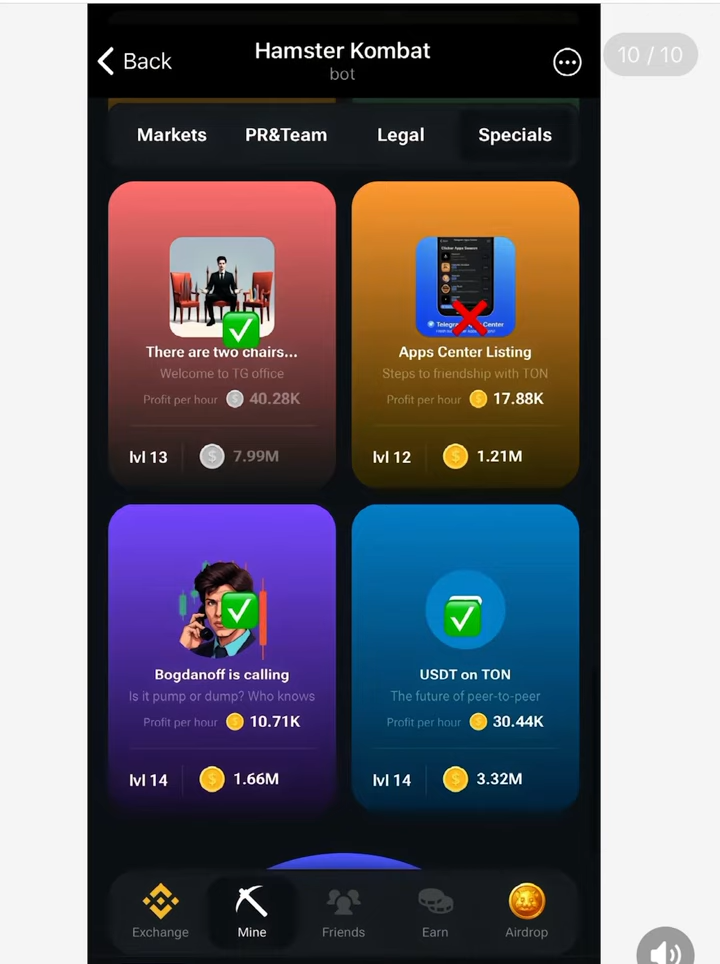 Back
Hamster Kombat
bot
10 / 10
Markets
PR&Team
Legal
Specials
There are two chairs...
Welcome to TG office
Profit per hour 40.28K
lvl 13 7.99M
Apps Center Listing
Steps to friendship with TON
Profit per hour 17.88K
lvl 12 1.21M
Bogdanoff is calling
Is it pump or dump? Who knows
Profit per hour 10.71K
lvl 14 1.66M
USDT on TON
The future of peer-to-peer
Profit per hour 30.44K
lvl 14 3.32M
Exchange
Mine
Friends
Earn
Airdrop